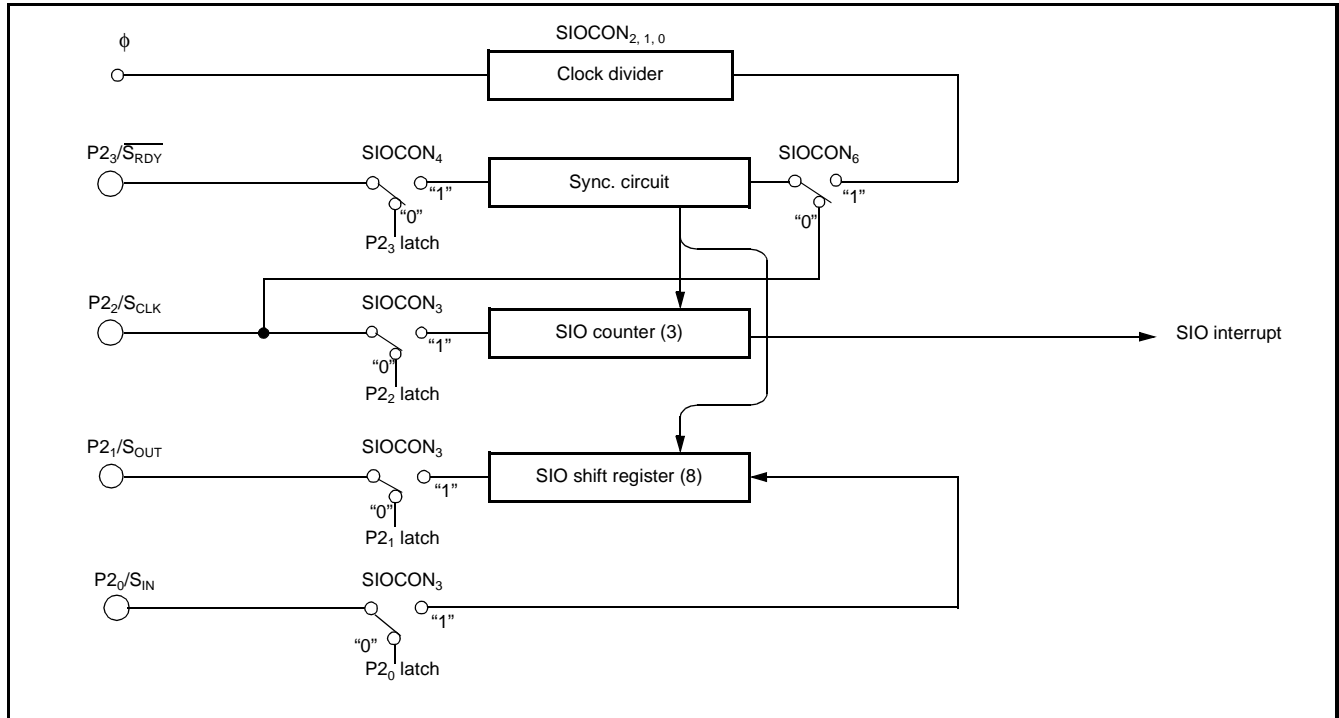 SIOCON2, 1, 0
ϕ
Clock divider
P23/SRDY
SIOCON4
SIOCON6
Sync. circuit
“1”
“1”
“0”
“0”
P23 latch
P22/SCLK
SIOCON3
SIO counter (3)
“1”
SIO interrupt
“0”
P22 latch
P21/SOUT
SIOCON3
SIO shift register (8)
“1”
“0”
P21 latch
P20/SIN
SIOCON3
“1”
“0”
P20 latch